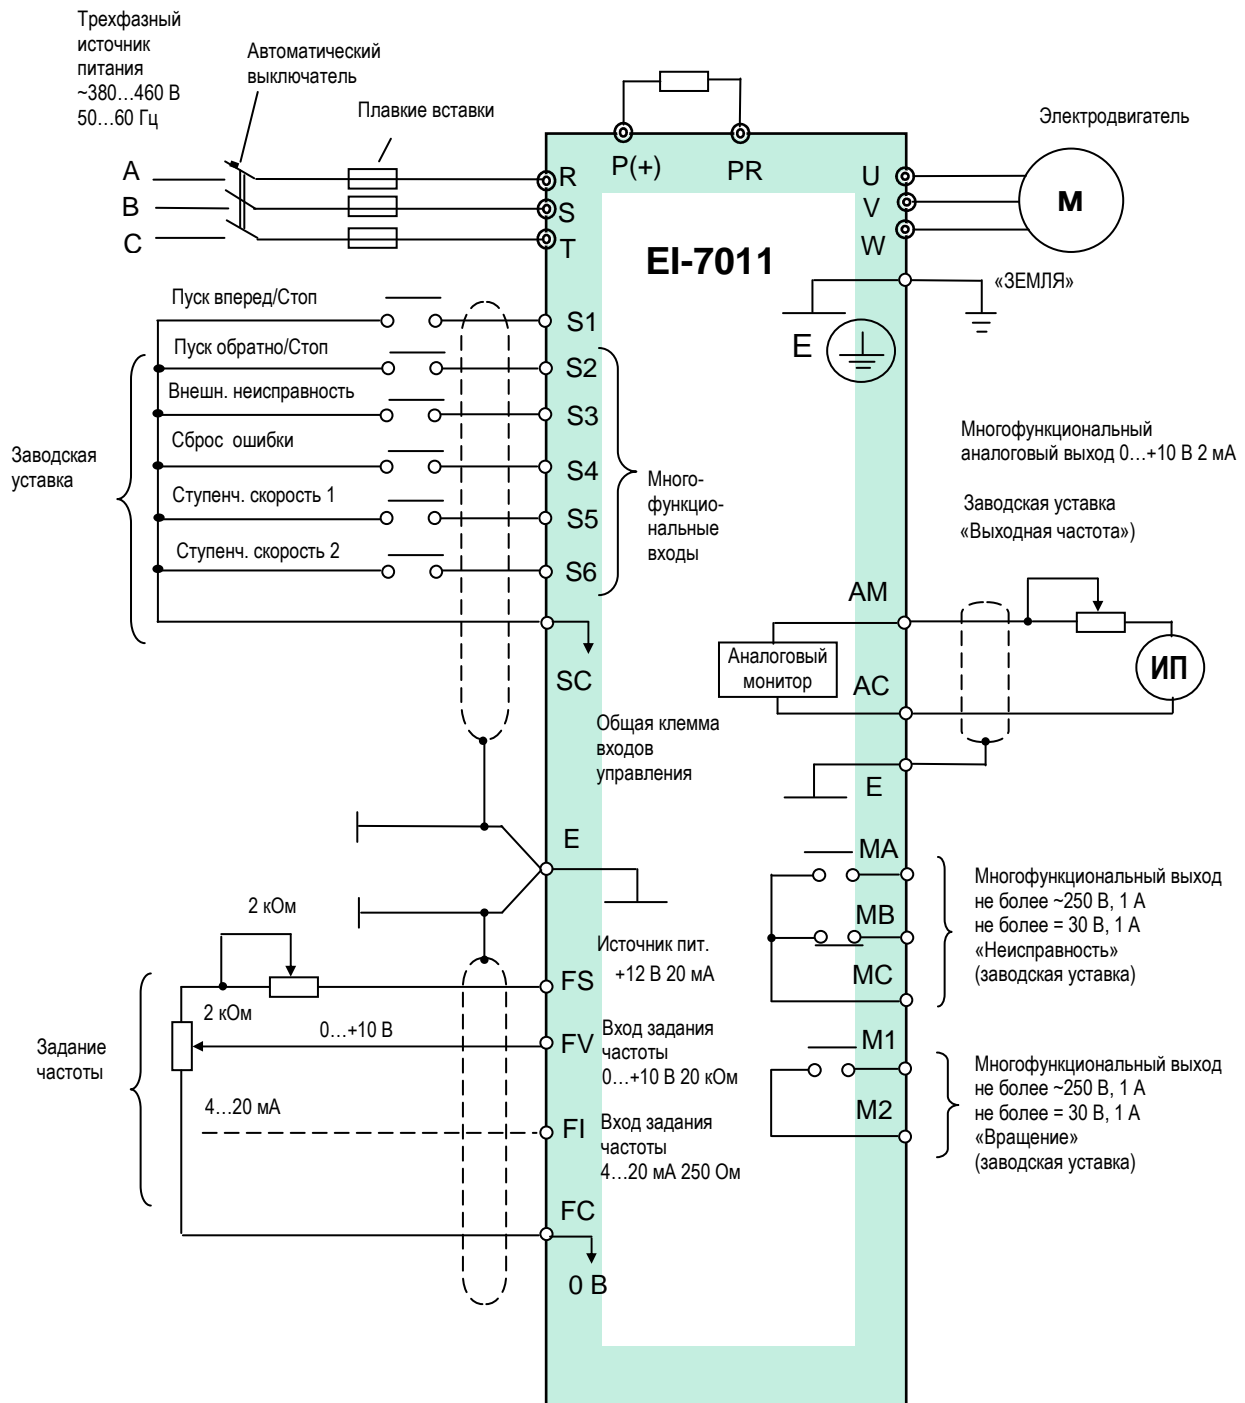 Трехфазный
источник
питания
~380…460 В
50…60 Гц
Автоматический
выключатель
Плавкие вставки
Электродвигатель
A
B
C
R
S
T
P(+)
PR
U
V
W
М
EI-7011
«ЗЕМЛЯ»
E
Пуск вперед/Стоп
S1
Пуск обратно/Стоп
S2
Внешн. неисправность
S3
Сброс ошибки
S4
Ступенч. скорость 1
S5
Ступенч. скорость 2
S6
Заводская
уставка
Много-
функцио-
нальные
входы
SC
Общая клемма
входов
управления
Многофункциональный
аналоговый выход 0…+10 В 2 мА
Заводская уставка
«Выходная частота»)
AM
Аналоговый
монитор
AC
ИП
E
E
MA
MB
MC
Многофункциональный выход
не более ~250 В, 1 А
не более = 30 В, 1 А
«Неисправность»
(заводская уставка)
M1
M2
Многофункциональный выход
не более ~250 В, 1 А
не более = 30 В, 1 А
«Вращение»
(заводская уставка)
2 кОм
Источник пит.
+12 В 20 мА
FS
2 кОм
0…+10 В
FV
Вход задания
частоты
0…+10 В 20 кОм
Задание
частоты
4…20 мА
FI
Вход задания
частоты
4…20 мА 250 Ом
FC
0 В